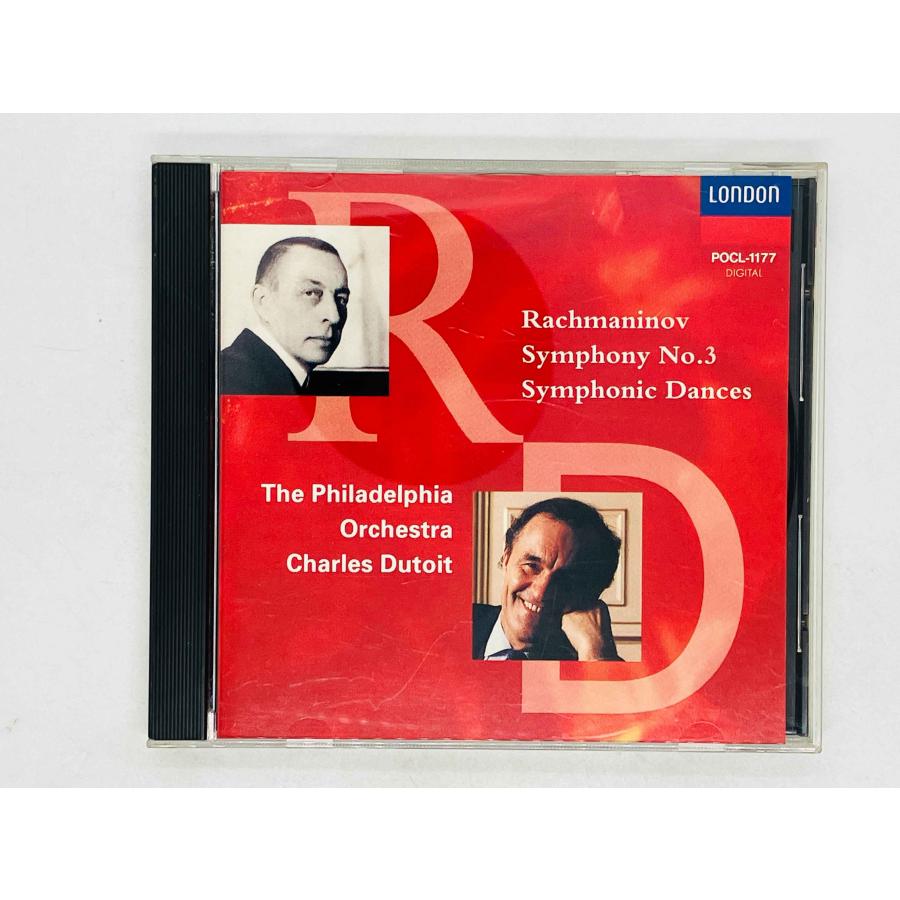 LONDON
POCL-1177
DIGITAL
R
Rachmaninov
Symphony No.3
Symphonic Dances
D
The Philadelphia
Orchestra
Charles Dutoit